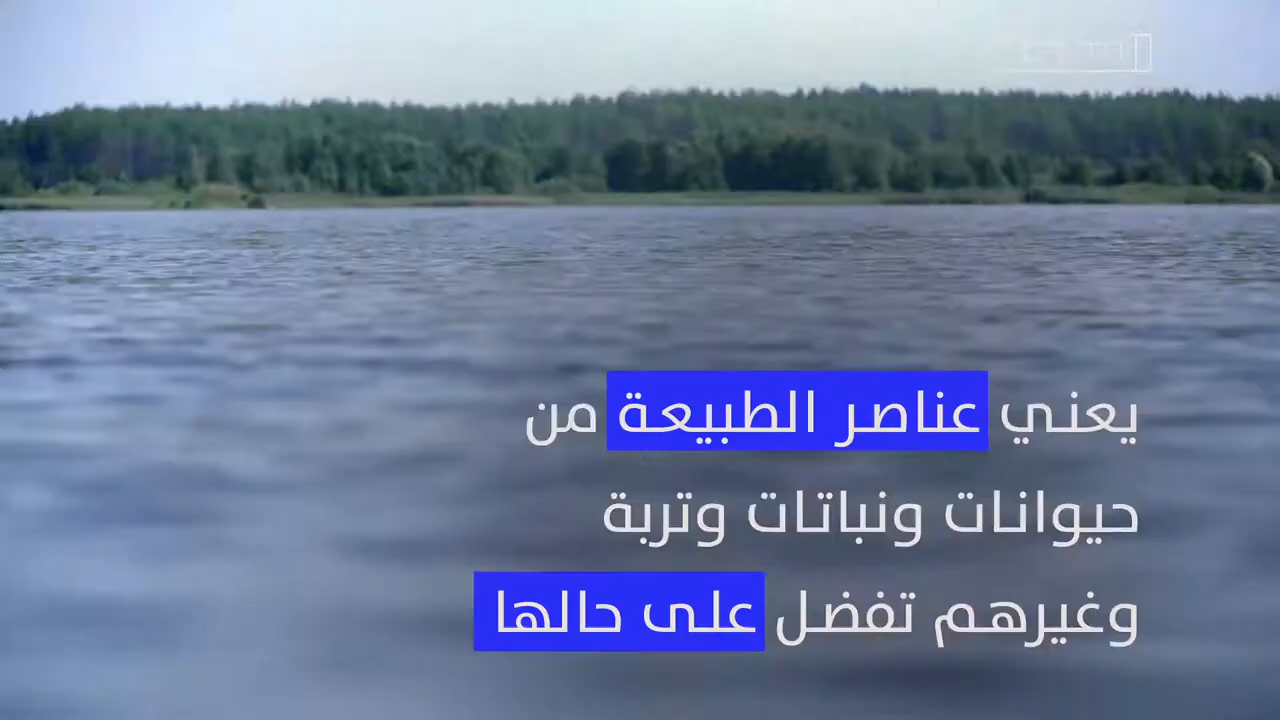 يعني عناصر الطبيعة من
حيوانات ونباتات وتربة
وغيرهم تفضل على حالها